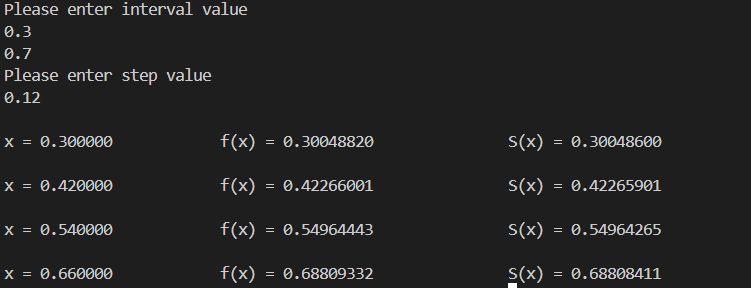 Please enter interval value
0.3
0.7
Please enter step value
0.12
x = 0.300000 f(x) = 0.30048820 S(x) = 0.30048600
x = 0.420000 f(x) = 0.42266001 S(x) = 0.42265901
x = 0.540000 f(x) = 0.54964443 S(x) = 0.54964265
x = 0.660000 f(x) = 0.68809332 S(x) = 0.68808411